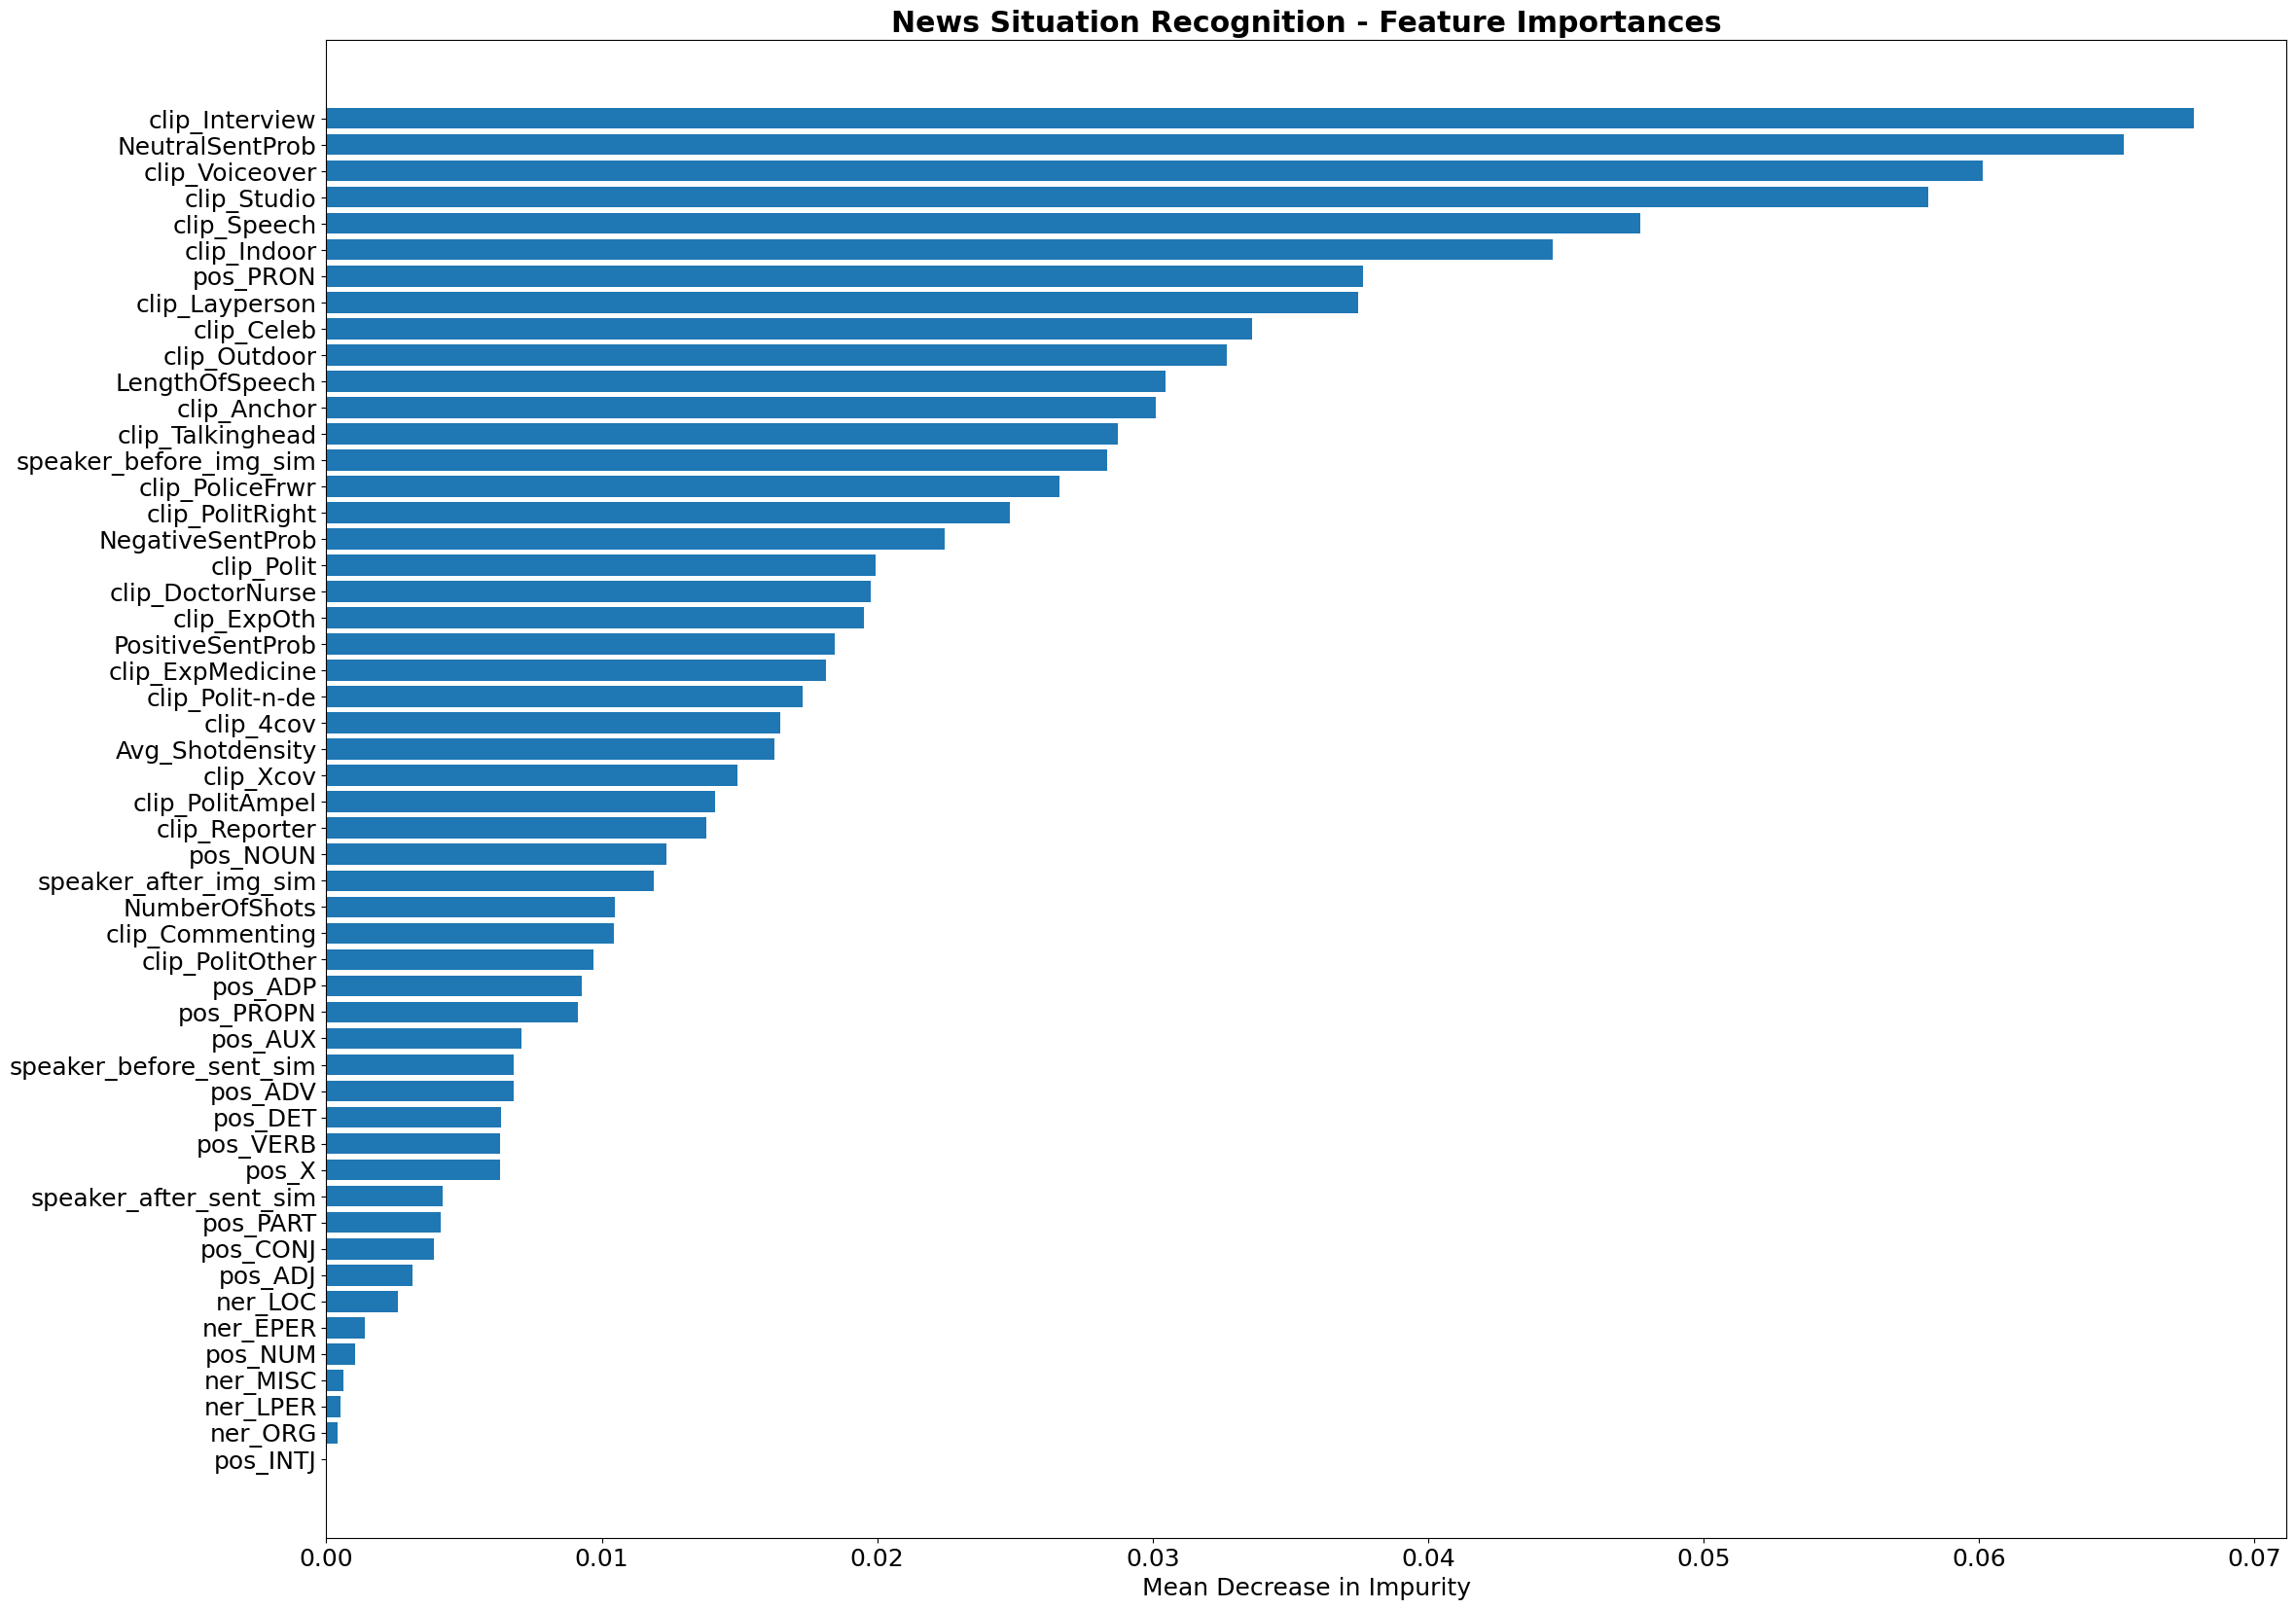 News Situation Recognition - Feature Importances
clip_Interview
NeutralSentProb
clip_Voiceover
clip_Studio
clip_Speech
clip_Indoor
pos_PRON
clip_Layperson
clip_Celeb
clip_Outdoor
LengthOfSpeech
clip_Anchor
clip_Talkinghead
speaker_before_img_sim
clip_PoliceFrwr
clip_PolitRight
NegativeSentProb
clip_Polit
clip_DoctorNurse
clip_ExpOth
PositiveSentProb
clip_ExpMedicine
clip_Polit-n-de
clip_4cov
Avg_Shotdensity
clip_Xcov
clip_PolitAmpel
clip_Reporter
pos_NOUN
speaker_after_img_sim
NumberOfShots
clip_Commenting
clip_PolitOther
pos_ADP
pos_PROPN
pos_AUX
speaker_before_sent_sim
pos_ADV
pos_DET
pos_VERB
pos_X
speaker_after_sent_sim
pos_PART
pos_CONJ
pos_ADJ
ner_LOC
ner_EPER
pos_NUM
ner_MISC
ner_LPER
ner_ORG
pos_INTJ
0.00 0.01 0.02 0.03 0.04 0.05 0.06 0.07
Mean Decrease in Impurity